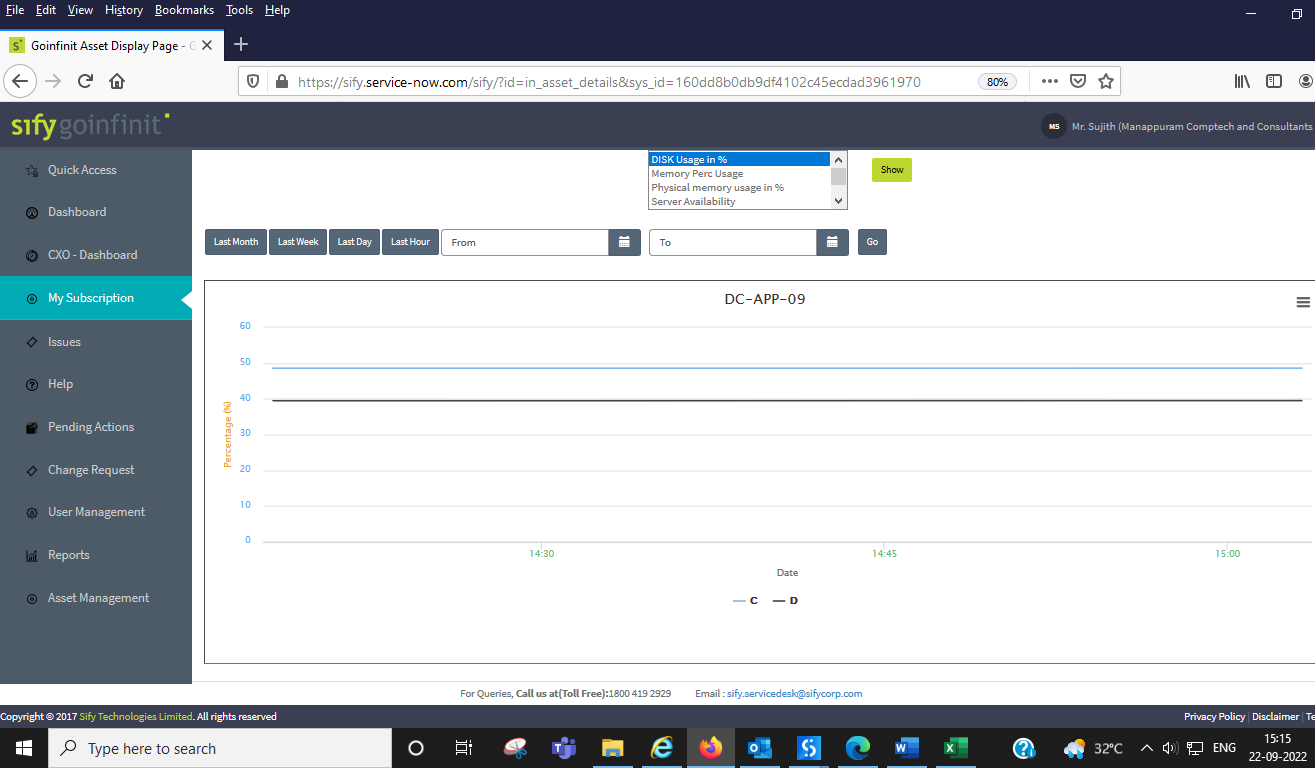 File Edit View History Bookmarks Tools Help
Goinfinit Asset Display Page - G
https://sify.service-now.com/sify/?id=in_asset_details&sys_id=160dd8b0db9df4102c45ecdad3961970 80%
sify goinfinit
MS Mr. Sujith (Manappuram Comptech and Consultants
Quick Access
Dashboard
CXO - Dashboard
My Subscription
Issues
Help
Pending Actions
Change Request
User Management
Reports
Asset Management
DISK Usage in %
Memory Perc Usage
Physical memory usage in %
Server Availability
Show
Last Month Last Week Last Day Last Hour From To Go
DC-APP-09
Percentage (%)
60
50
40
30
20
10
0
14:30 14:45 15:00
Date
C D
For Queries, Call us at(Toll Free):1800 419 2929 Email : sify.servicedesk@sifycorp.com
Copyright © 2017 Sify Technologies Limited. All rights reserved
Privacy Policy | Disclaimer | Te
Type here to search
32°C ENG
15:15
22-09-2022